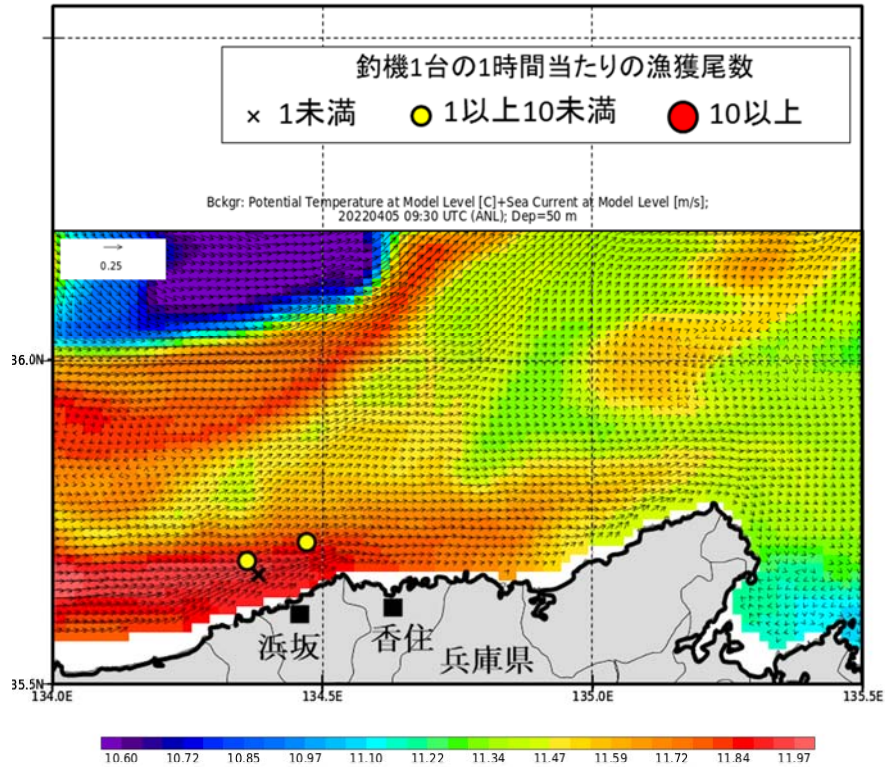 釣機1台の1時間当たりの漁獲尾数
× 1未満 1以上10未満 10以上
Bckgr: Potential Temperature at Model Level [C]+Sea Current at Model Level [m/s];
20220405 09:30 UTC (ANL); Dep=50 m
0.25
36.0N
浜坂 香住 兵庫県
35.5N
134.0E 134.5E 135.0E 135.5E
10.60 10.72 10.85 10.97 11.10 11.22 11.34 11.47 11.59 11.72 11.84 11.97